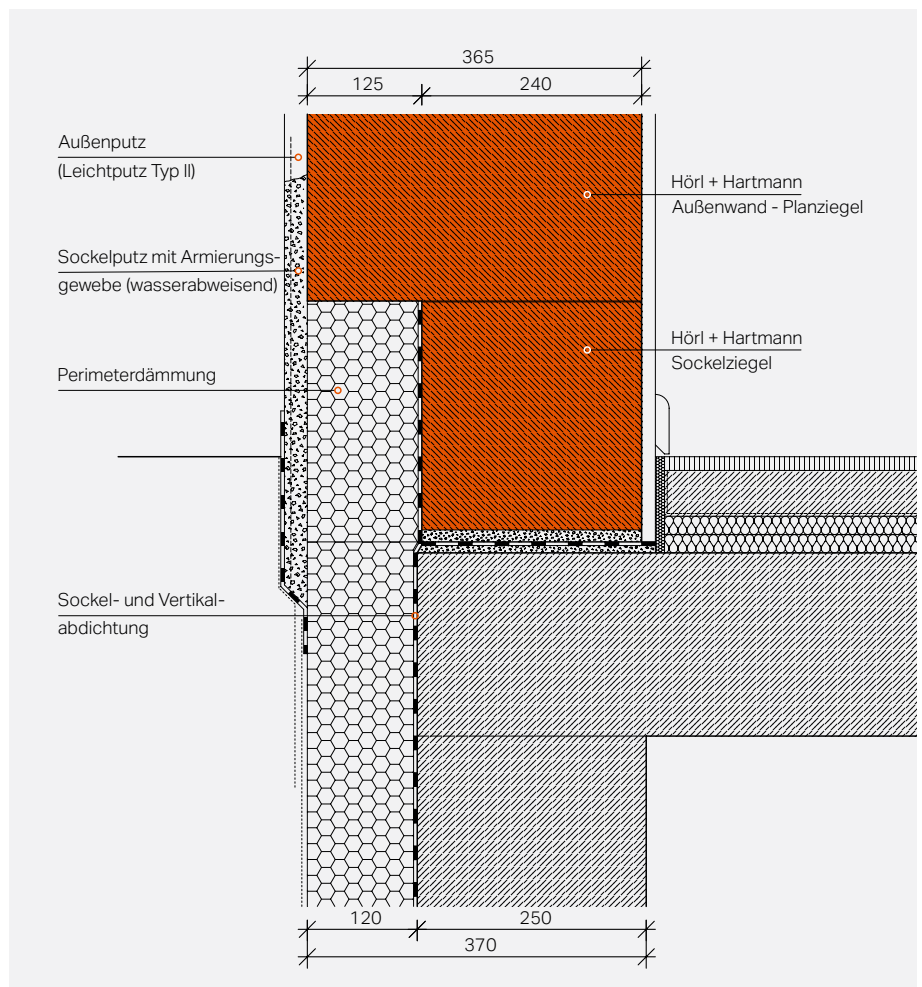 365
125
240
Außenputz
(Leichtputz Typ II)
Hörl + Hartmann
Außenwand - Planziegel
Sockelputz mit Armierungs-
gewebe (wasserabweisend)
Hörl + Hartmann
Sockelziegel
Perimeterdämmung
Sockel- und Vertikal-
abdichtung
120
250
370